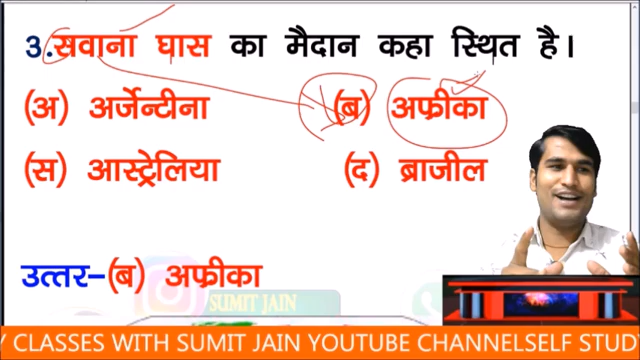 3. सवाना घास का मैदान कहा स्थित है।
(अ) अर्जेन्टीना (ब) अफ्रीका
(स) आस्ट्रेलिया (द) ब्राजील
उत्तर-(ब) अफ्रीका
SUMIT JAIN
Y CLASSES WITH SUMIT JAIN YOUTUBE CHANNELSELF STUD